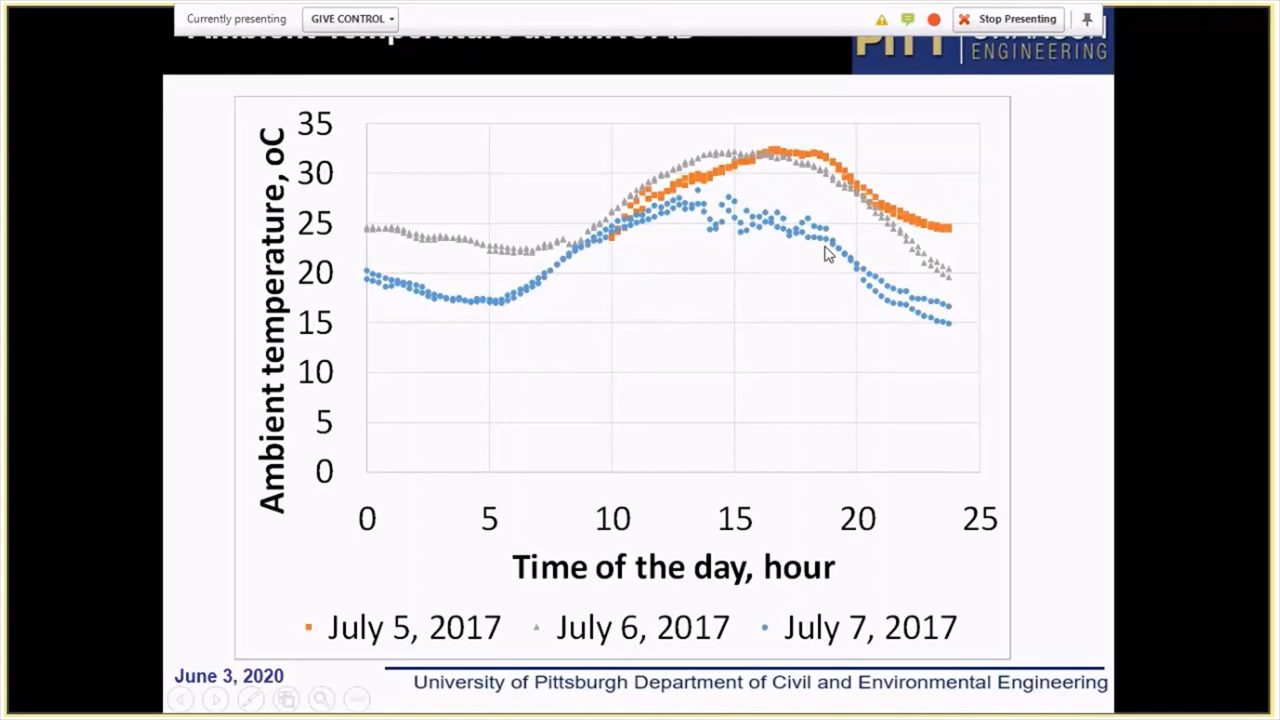 Currently presenting
GIVE CONTROL
Stop Presenting
PITT
ENGINEERING
Ambient temperature, oC
35
30
25
20
15
10
5
0
0 5 10 15 20 25
Time of the day, hour
July 5, 2017 July 6, 2017 July 7, 2017
June 3, 2020
University of Pittsburgh Department of Civil and Environmental Engineering